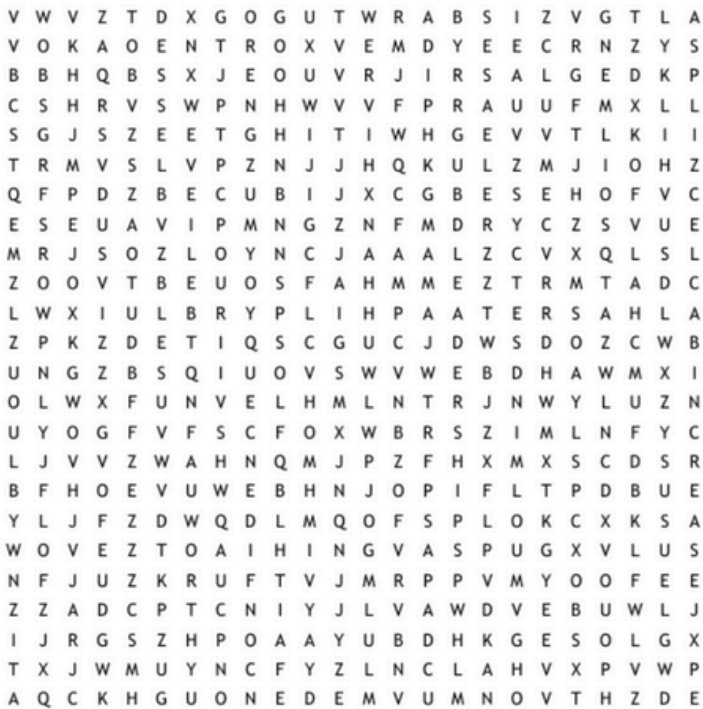 V W V Z T D X G O G U T W R A B S I Z V G T L A
V O K A O E N T R O X V E M D Y E E C R N Z Y S
B B H Q B S X J E O U V R J I R S A L G E D K P
C S H R V S W P N H W V V F P R A U U F M X L L
S G J S Z E E T G H I T I W H G E V V T L K I I
T R M V S L V P Z N J J H Q K U L Z M J I O H Z
Q F P D Z B E C U B I J X C G B E S E H O F V C
E S E U A V I P M N G Z N F M D R Y C Z S V U E
M R J S O Z L O Y N C J A A A L Z C V X Q L S L
Z O O V T B E U O S F A H M M E Z T R M T A D C
L W X I U L B R Y P L I H P A A T E R S A H L A
Z P K Z D E T I Q S C G U C J D W S D O Z C W B
U N G Z B S Q I U O V S W V W E B D H A W M X I
O L W X F U N V E L H M L N T R J N W Y L U Z N
U Y O G F V F S C F O X W B R S Z I M L N F Y C
L J V V Z W A H N Q M J P Z F H X M X S C D S R
B F H O E V U W E B H N J O P I F L T P D B U E
Y L J F Z D W Q D L M Q O F S P L O K C X K S A
W O V E Z T O A I H I N G V A S P U G X V L U S
N F J U Z K R U F T V J M R P P V M Y O O F E E
Z Z A D C P T C N I Y J L V A W D V E B U W L J
I J R G S Z H P O A A Y U B D H K G E S O L G X
T X J W M U Y N C F Y Z L N C L A H V X P V W P
A Q C K H G U O N E D E M V U M N O V T H Z D E